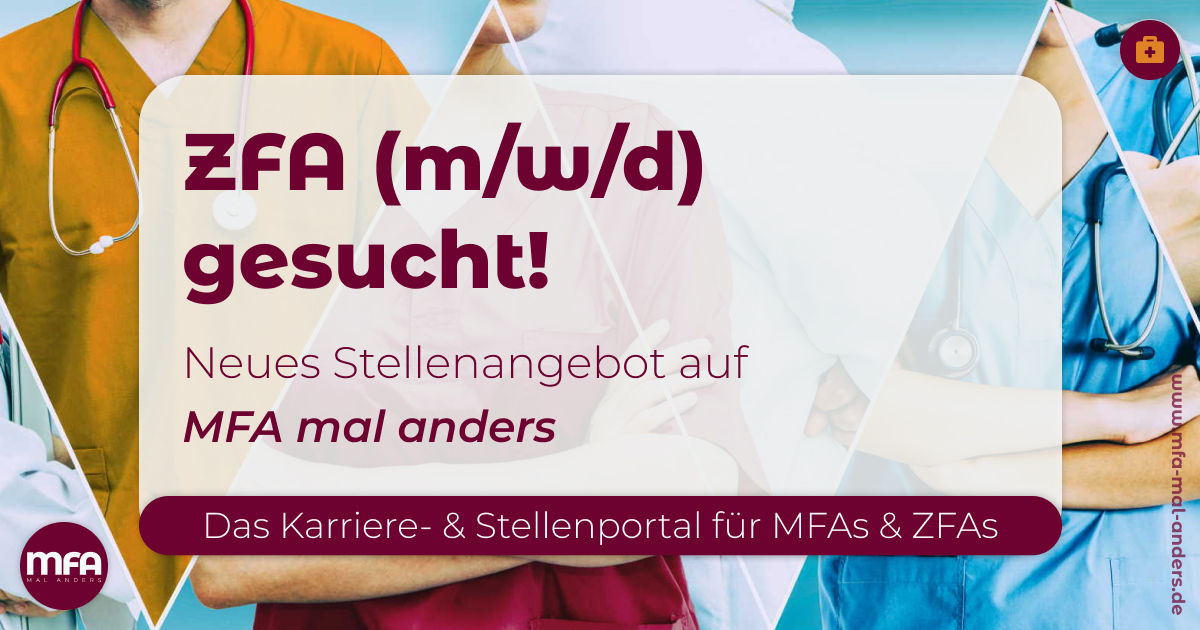 ZFA (m/w/d)
gesucht!
Neues Stellenangebot auf
MFA mal anders
Das Karriere- & Stellenportal für MFAs & ZFAs
mFA
MAL ANDERS
www.mfa-mal-anders.de